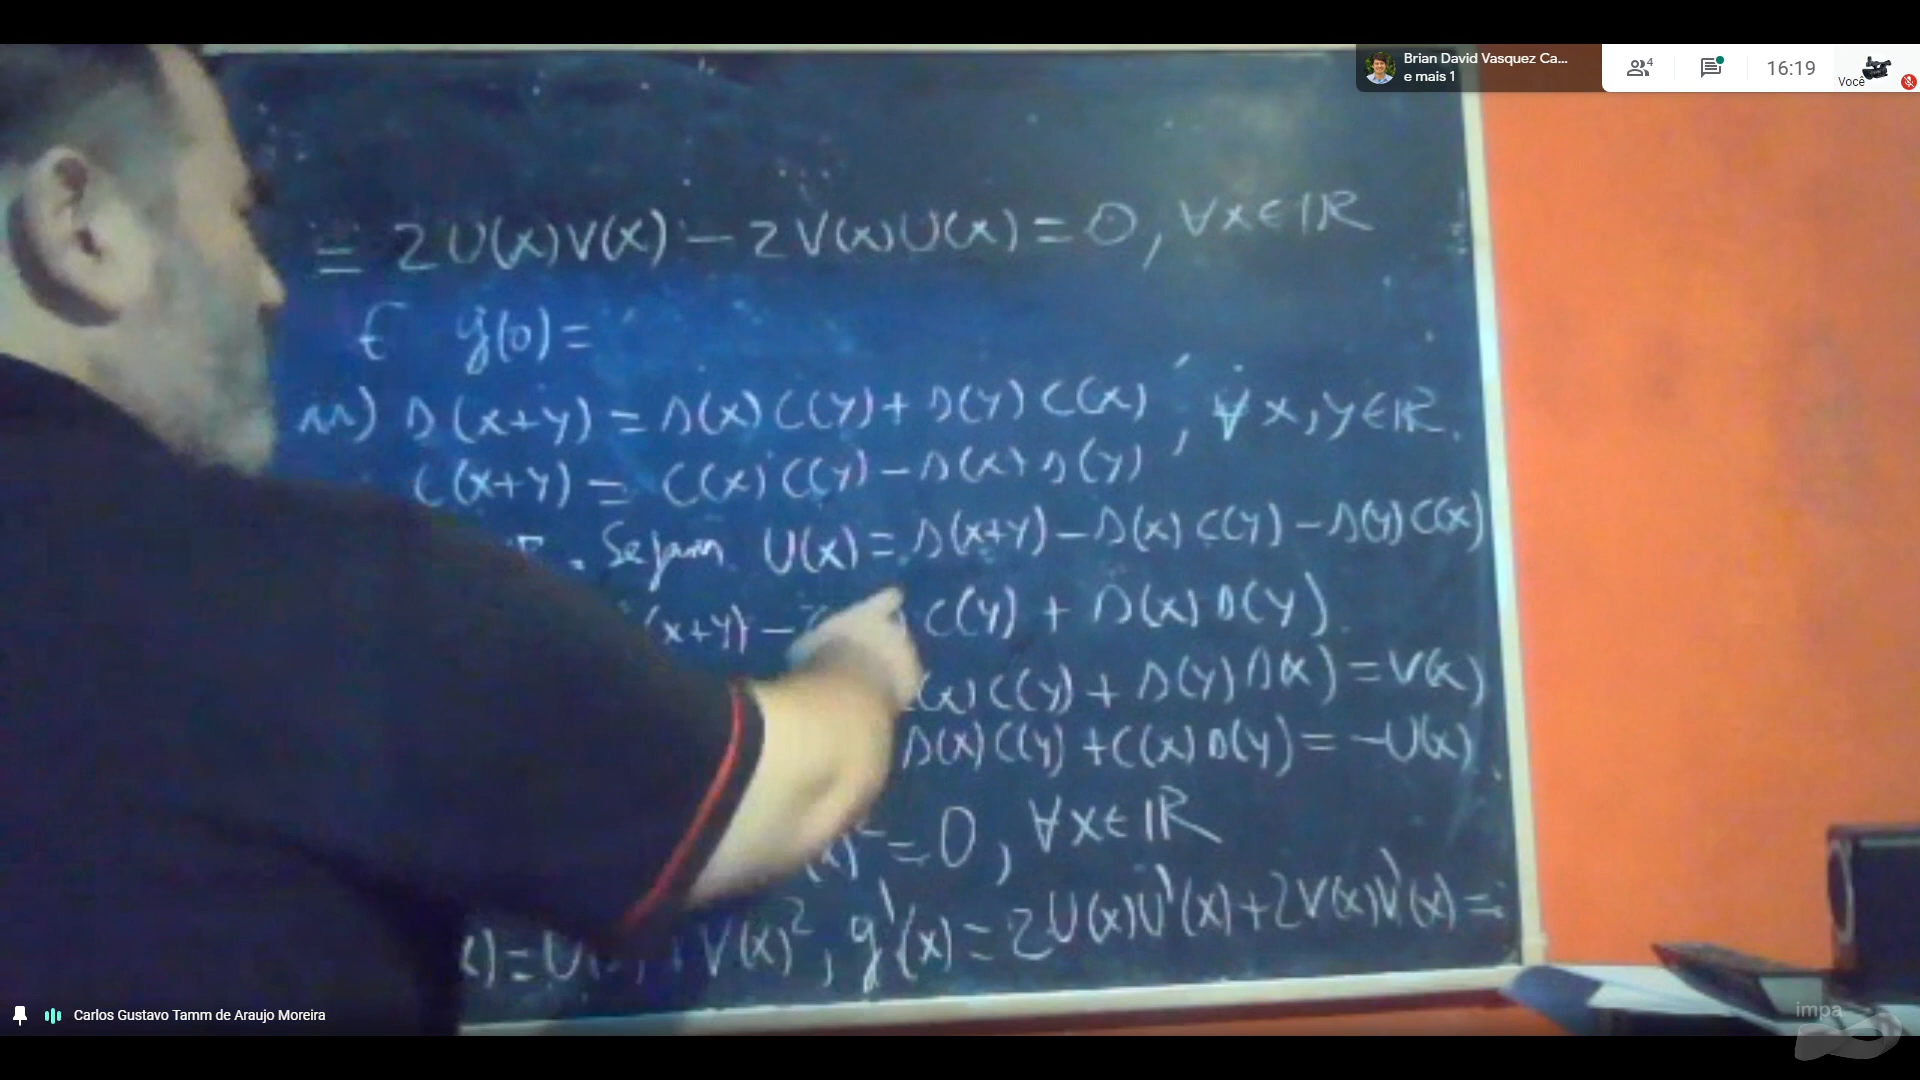 Brian David Vasquez Ca...
e mais 1
4
16:19
Você
= 2U(x)V(x) - 2V(x)U(x) = 0, ∀x∈ℝ
E g(0) =
iii) s(x+y) = s(x)c(y) + s(y)c(x), ∀x,y∈ℝ.
c(x+y) = c(x)c(y) - s(x)s(y)
. Sejam U(x) = s(x+y) - s(x)c(y) - s(y)c(x)
(x+y) - c(y) + s(x)s(y).
(x)c(y) + s(y)s(x) = V(x)
s(x)c(y) + c(x)s(y) = -U(x)
= 0, ∀x∈ℝ
x) = U V(x)², g'(x) = 2U(x)U'(x) + 2V(x)V'(x) =
Carlos Gustavo Tamm de Araujo Moreira
impa